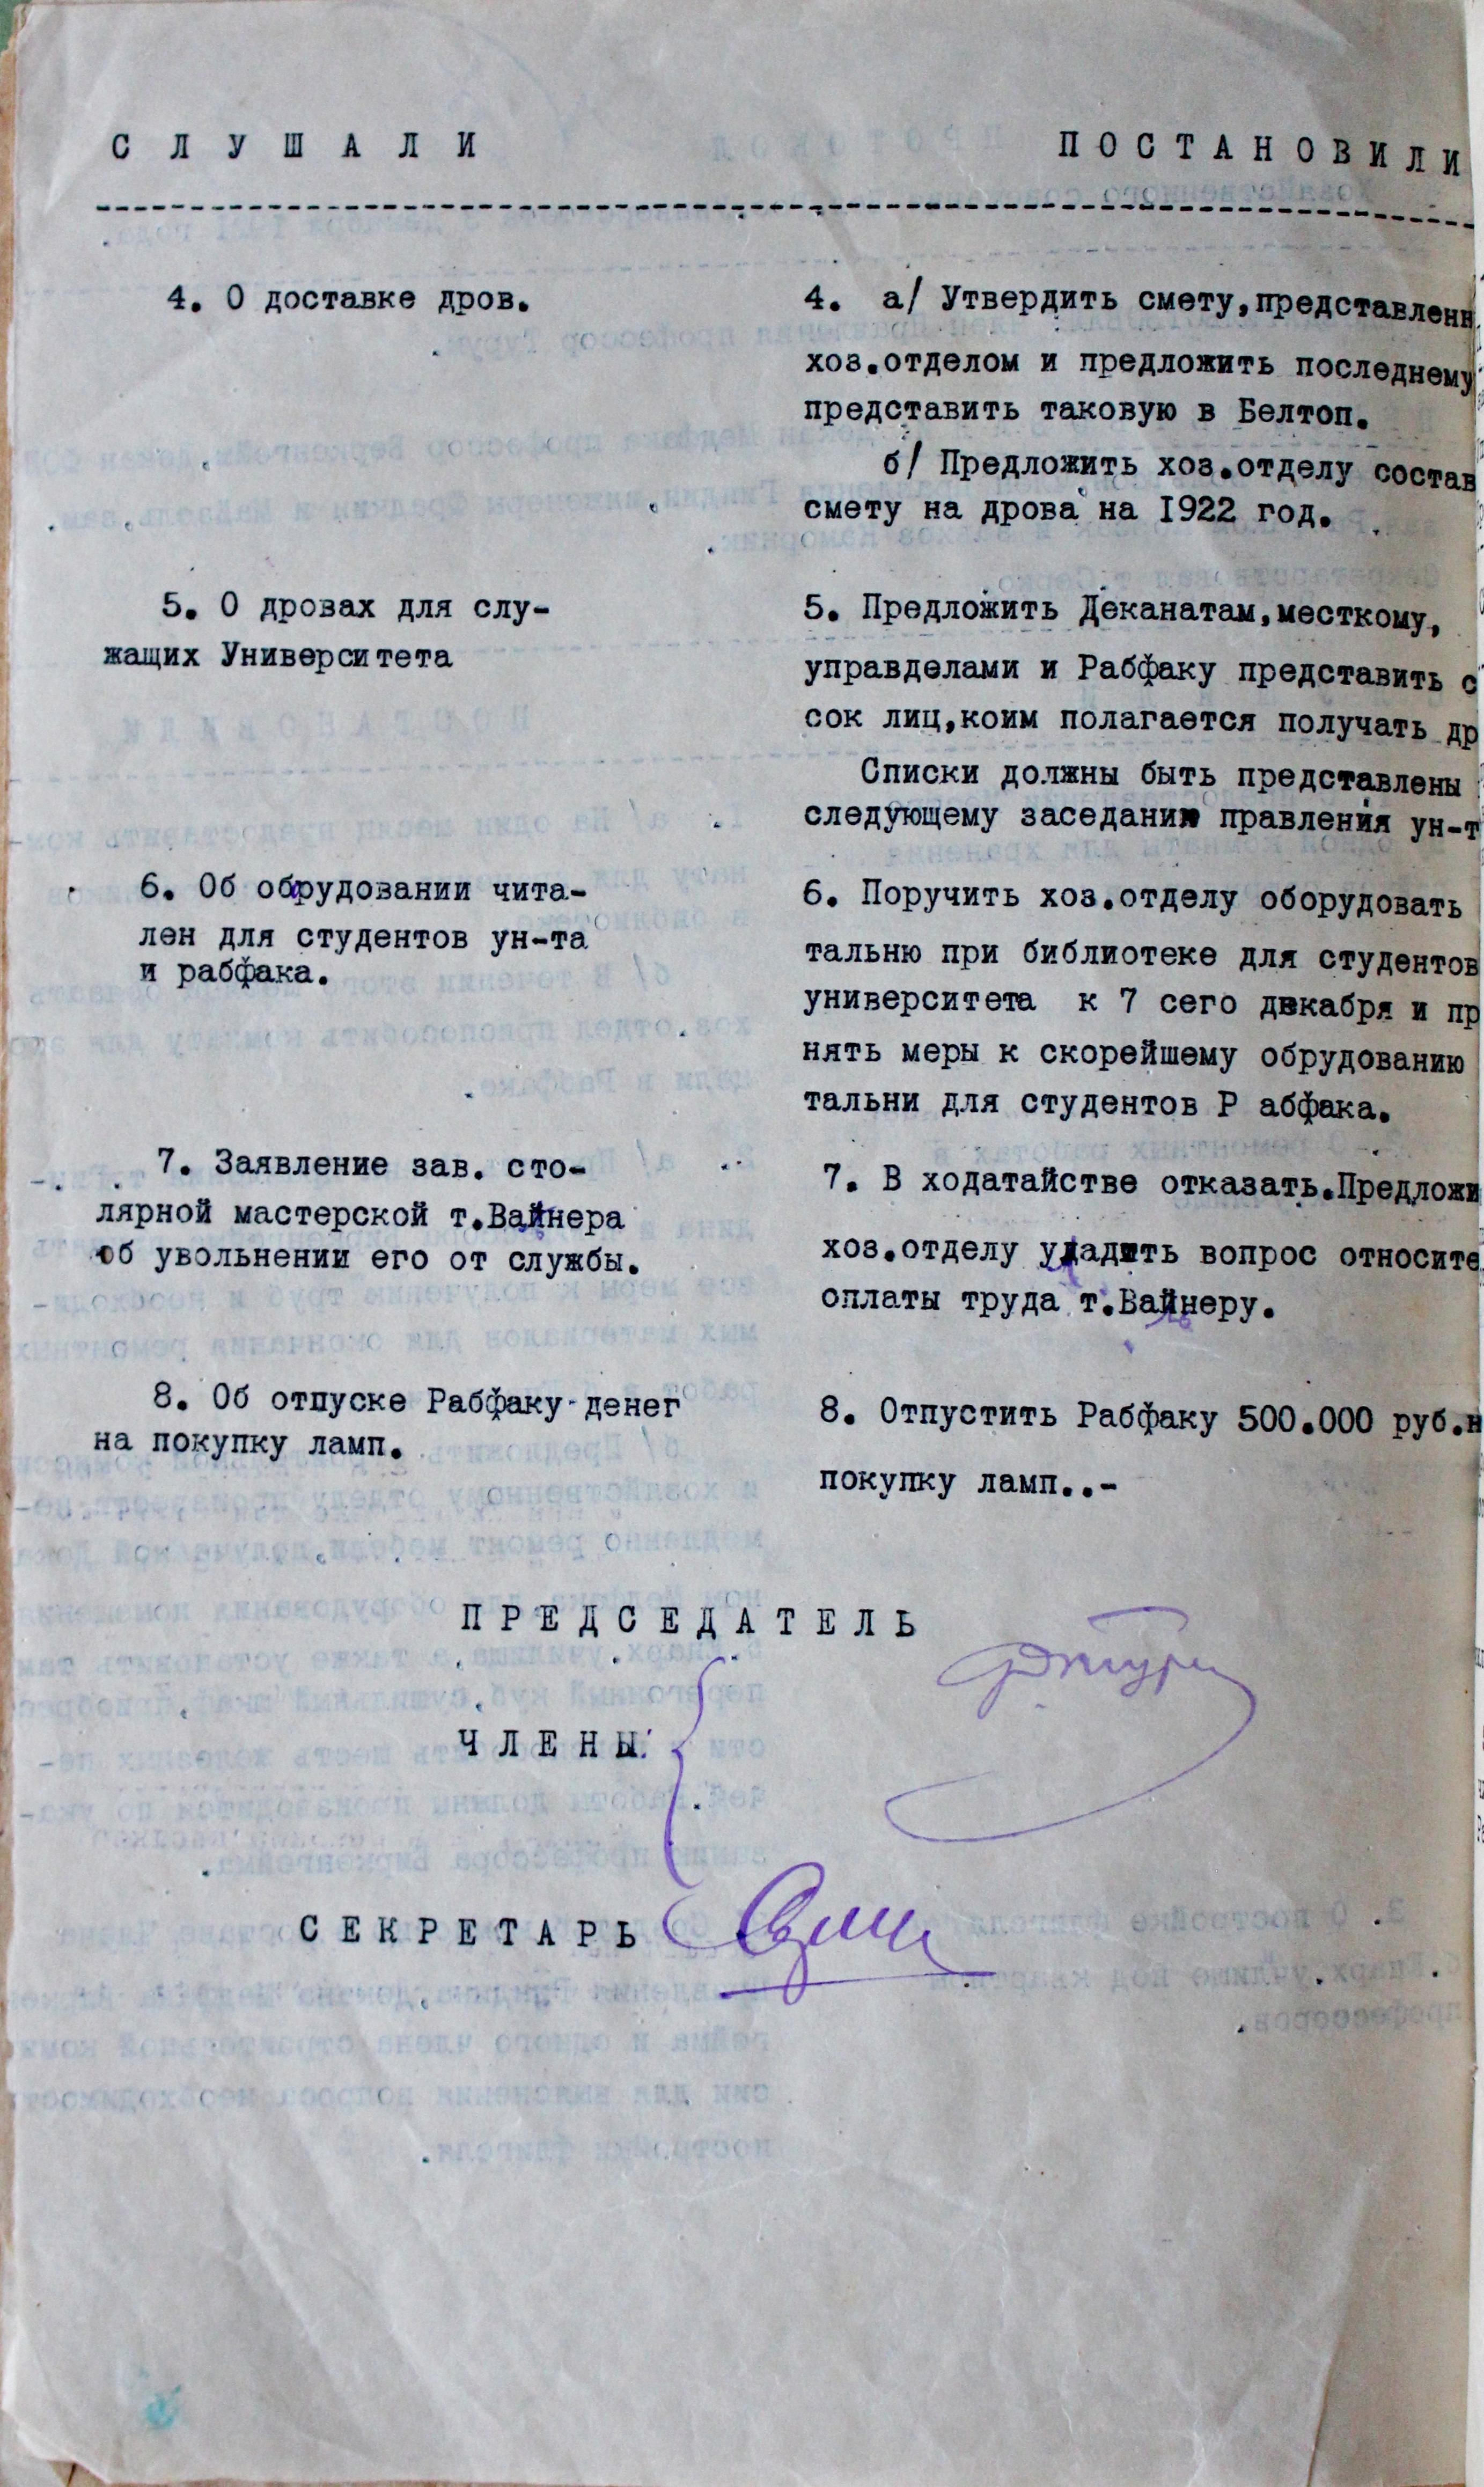 СЛУШАЛИ
ПОСТАНОВИЛИ
4. О доставке дров.
4. а/ Утвердить смету,представленн
хоз.отделом и предложить последнему
представить таковую в Белтоп.
б/ Предложить хоз.отделу состав
смету на дрова на 1922 год.
5. О дровах для слу-
жащих Университета
5. Предложить Деканатам,месткому,
управделами и Рабфаку представить с
сок лиц,коим полагается получать др
Списки должны быть представлены
следующему заседанию правления ун-т
6. Об обрудовании чита-
лен для студентов ун-та
и рабфака.
6. Поручить хоз.отделу оборудовать
тальню при библиотеке для студентов
университета к 7 сего декабря и пр
нять меры к скорейшему обрудованию
тальни для студентов Р абфака.
7. Заявление зав. сто-
лярной мастерской т.Вайнера
об увольнении его от службы.
7. В ходатайстве отказать.Предложи
хоз.отделу уладить вопрос относите
оплаты труда т.Вайнеру.
8. Об отпуске Рабфаку денег
на покупку ламп.
8. Отпустить Рабфаку 500.000 руб.н
покупку ламп..-
ПРЕДСЕДАТЕЛЬ
ЧЛЕНЫ:
СЕКРЕТАРЬ